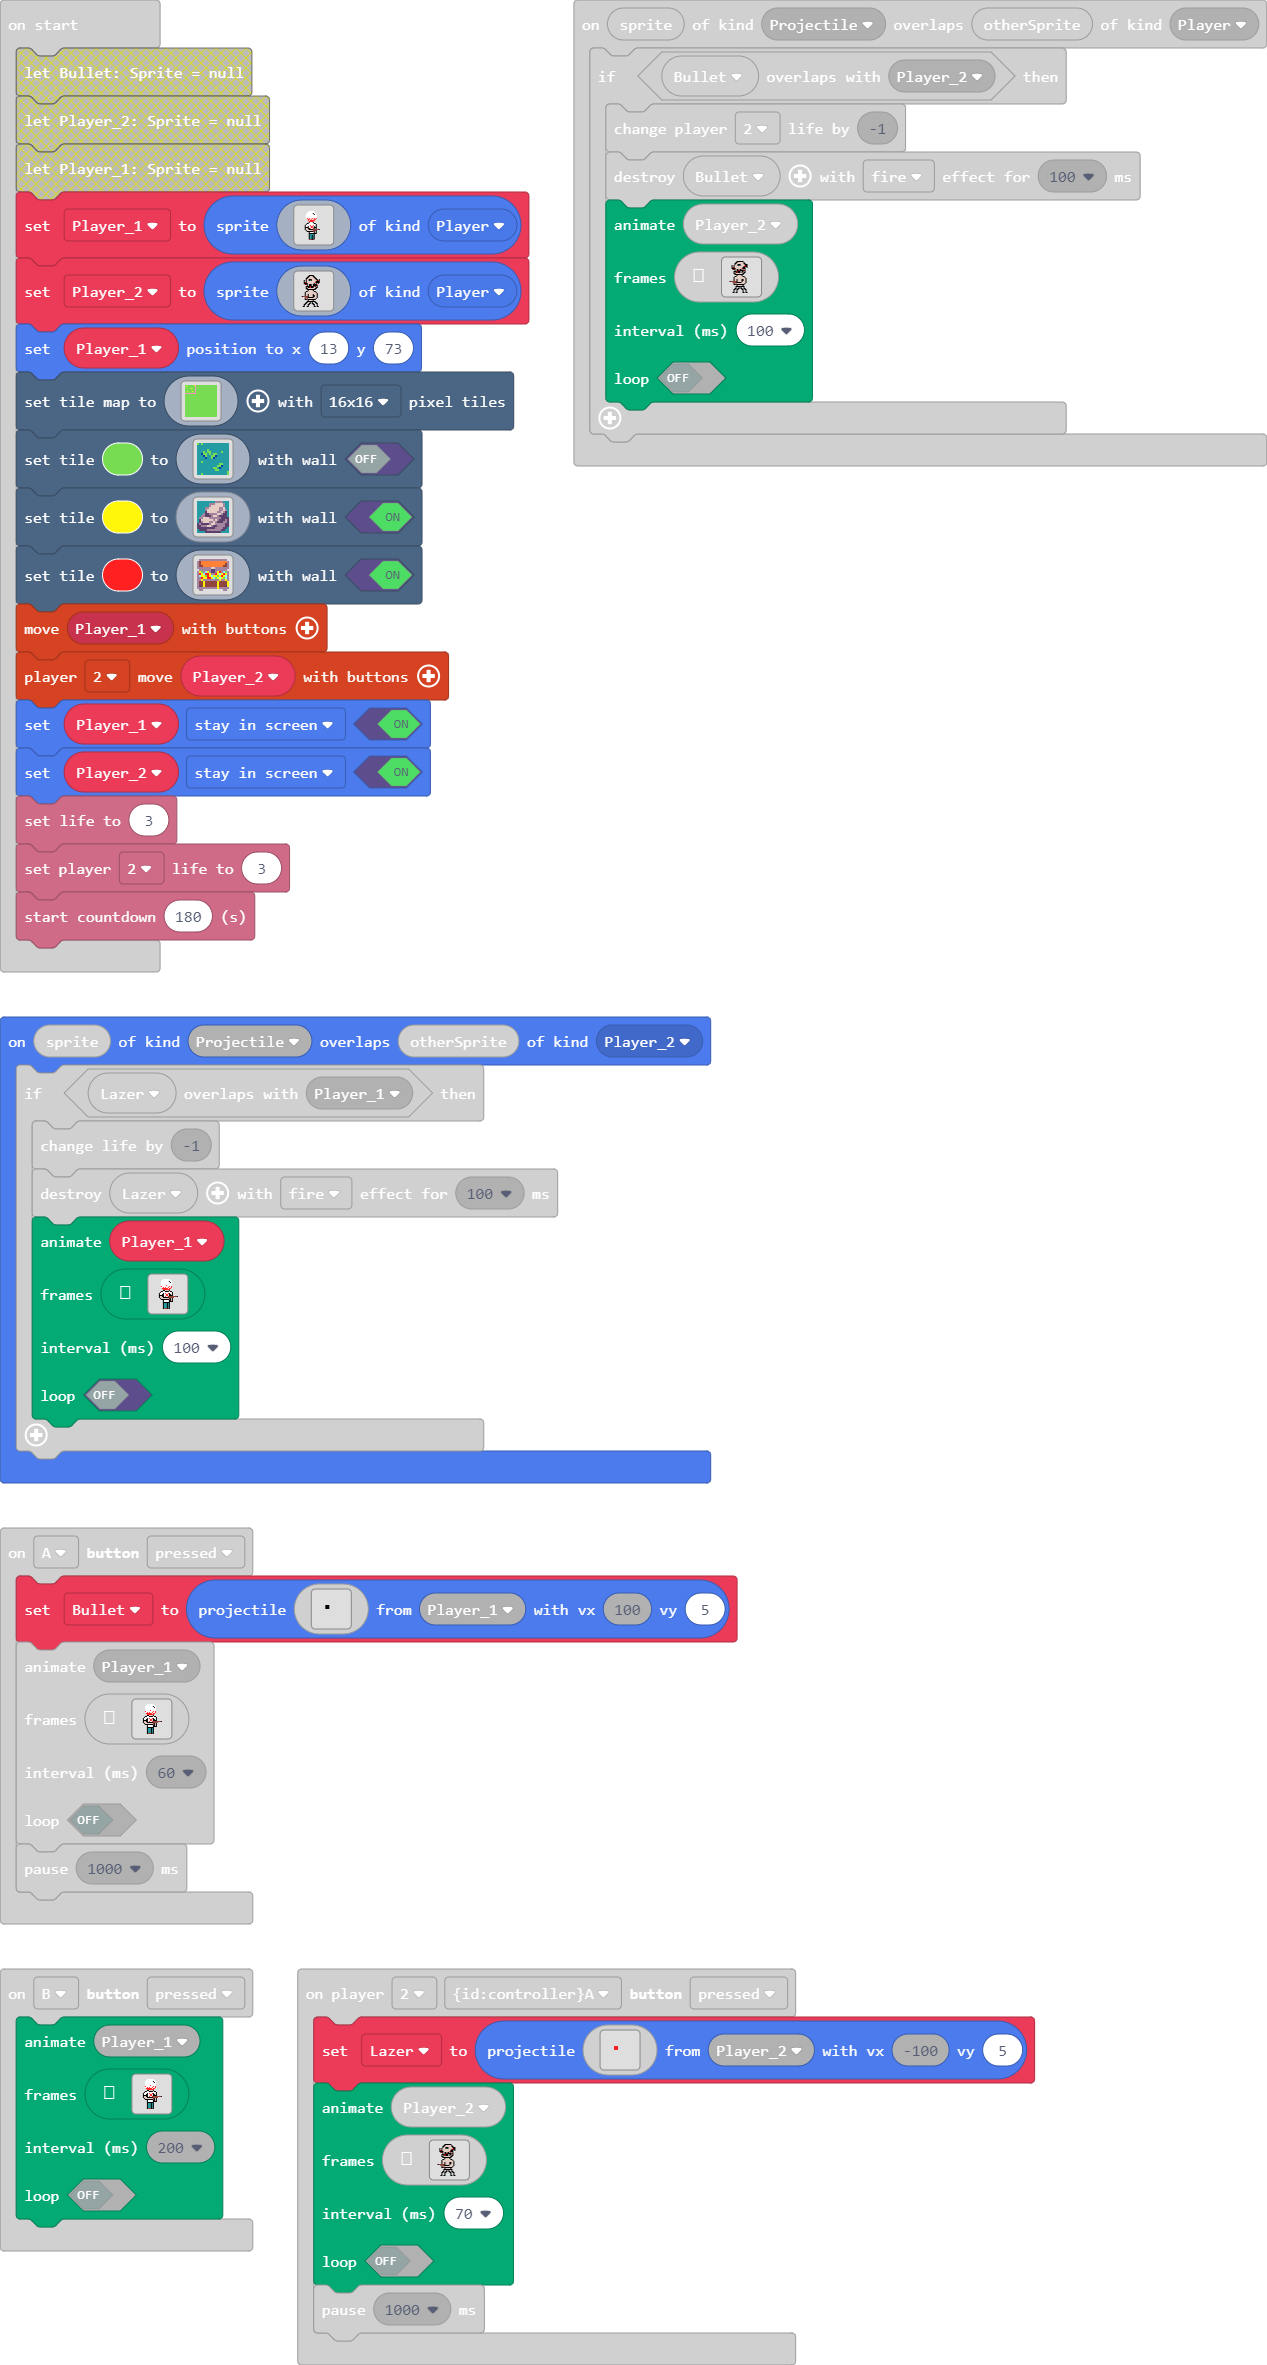 on start
let Bullet: Sprite = null
let Player_2: Sprite = null
let Player_1: Sprite = null
set Player_1 to sprite of kind Player
set Player_2 to sprite of kind Player
set Player_1 position to x 13 y 73
set tile map to with 16x16 pixel tiles
set tile to with wall OFF
set tile to with wall ON
set tile to with wall ON
move Player_1 with buttons
player 2 move Player_2 with buttons
set Player_1 stay in screen ON
set Player_2 stay in screen ON
set life to 3
set player 2 life to 3
start countdown 180 (s)
on sprite of kind Projectile overlaps otherSprite of kind Player
if Bullet overlaps with Player_2 then
change player 2 life by -1
destroy Bullet with fire effect for 100 ms
animate Player_2
frames
interval (ms) 100
loop OFF
on sprite of kind Projectile overlaps otherSprite of kind Player_2
if Lazer overlaps with Player_1 then
change life by -1
destroy Lazer with fire effect for 100 ms
animate Player_1
frames
interval (ms) 100
loop OFF
on A button pressed
set Bullet to projectile from Player_1 with vx 100 vy 5
animate Player_1
frames
interval (ms) 60
loop OFF
pause 1000 ms
on B button pressed
animate Player_1
frames
interval (ms) 200
loop OFF
on player 2 {id:controller}A button pressed
set Lazer to projectile from Player_2 with vx -100 vy 5
animate Player_2
frames
interval (ms) 70
loop OFF
pause 1000 ms